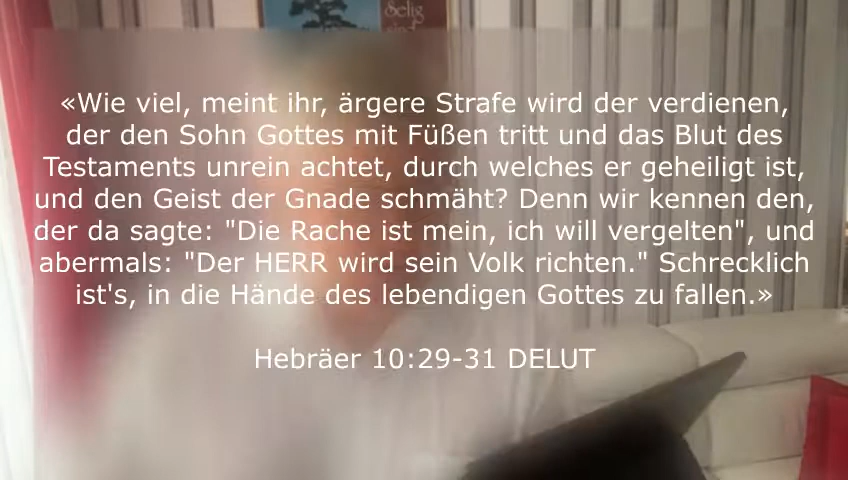 Selig
sind
«Wie viel, meint ihr, ärgere Strafe wird der verdienen,
der den Sohn Gottes mit Füßen tritt und das Blut des
Testaments unrein achtet, durch welches er geheiligt ist,
und den Geist der Gnade schmäht? Denn wir kennen den,
der da sagte: "Die Rache ist mein, ich will vergelten", und
abermals: "Der HERR wird sein Volk richten." Schrecklich
ist's, in die Hände des lebendigen Gottes zu fallen.»
Hebräer 10:29-31 DELUT